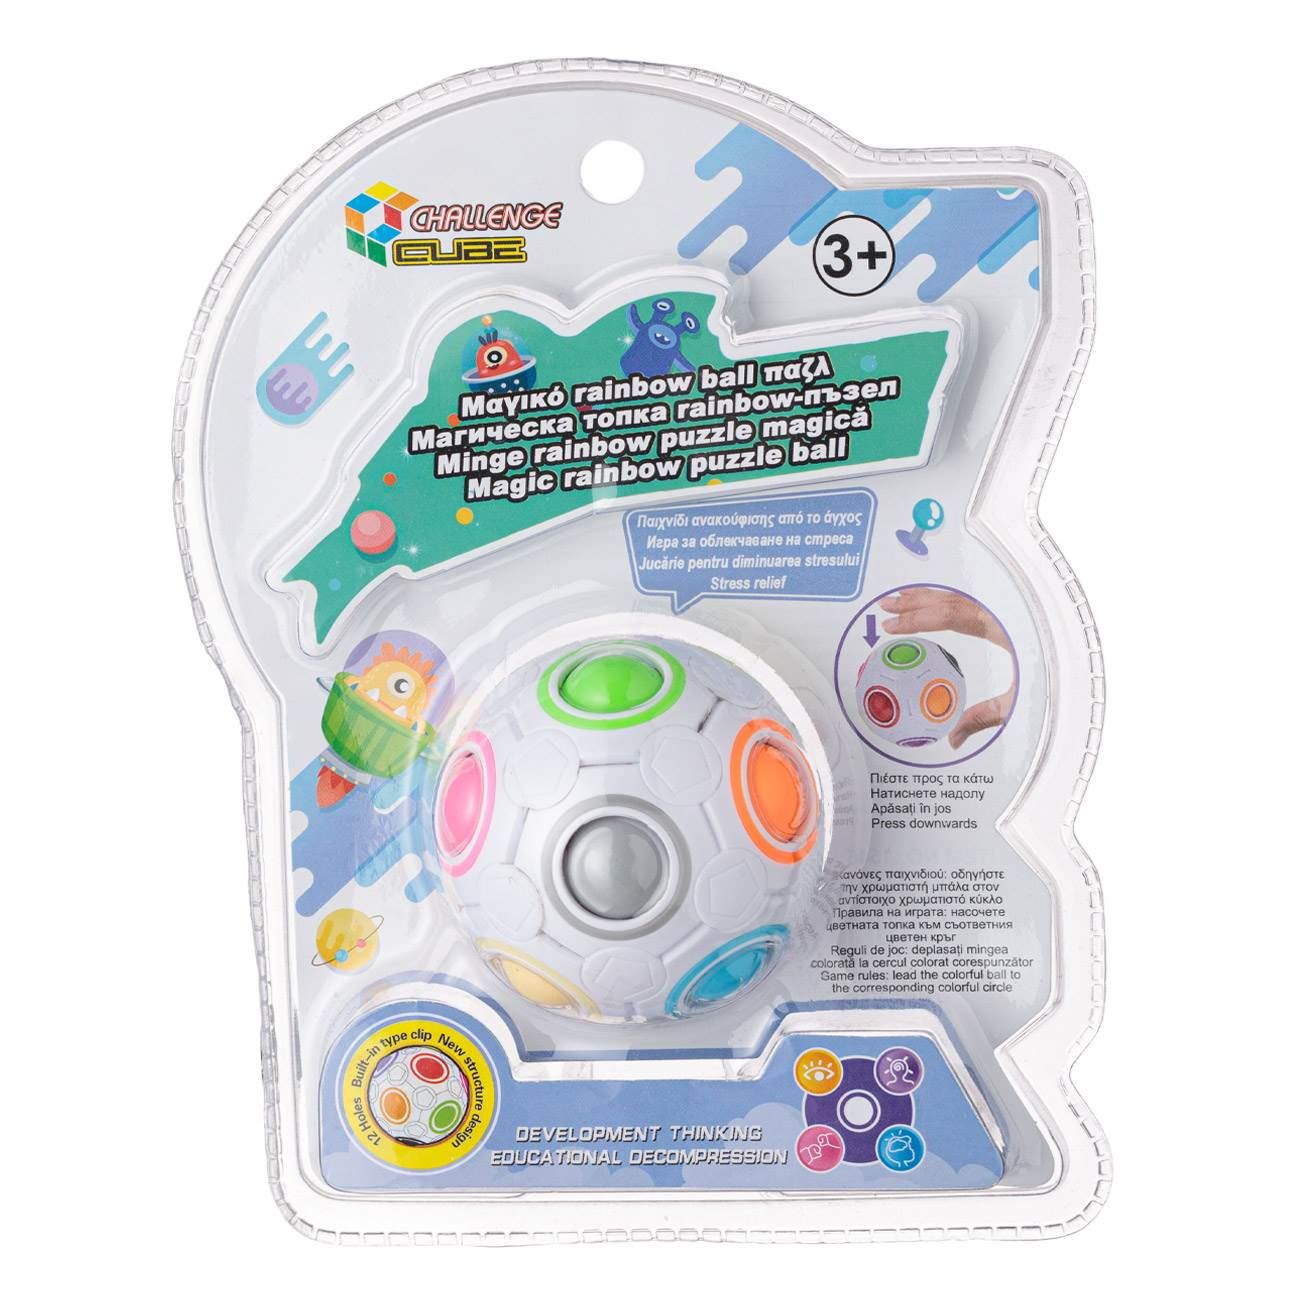 CHALLENGE
CUBE
3+
Μαγικό rainbow ball παζλ
Магическа топка rainbow-пъзел
Minge rainbow puzzle magică
Magic rainbow puzzle ball
Παιχνίδι ανακούφισης από το άγχος
Игра за облекчаване на стреса
Jucărie pentru diminuarea stresului
Stress relief
Πιέστε προς τα κάτω
Натиснете надолу
Apăsați în jos
Press downwards
Κανόνες παιχνιδιού: οδηγήστε
την χρωματιστή μπάλα στον
αντίστοιχο χρωματιστό κύκλο
Правила на играта: насочете
цветната топка към съответния
цветен кръг
Reguli de joc: deplasați mingea
colorată la cercul colorat corespunzător
Game rules: lead the colorful ball to
the corresponding colorful circle
12 Holes Built-in type clip New structure design
DEVELOPMENT THINKING
EDUCATIONAL DECOMPRESSION